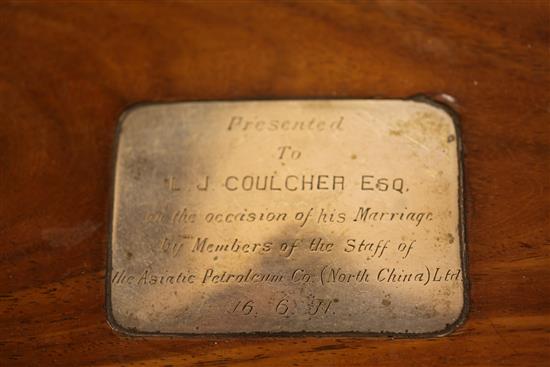 Presented
To
L. J. COULCHER ESQ.
on the occasion of his Marriage
by Members of the Staff of
the Asiatic Petroleum Co. (North China) Ltd
16. 6. 31.